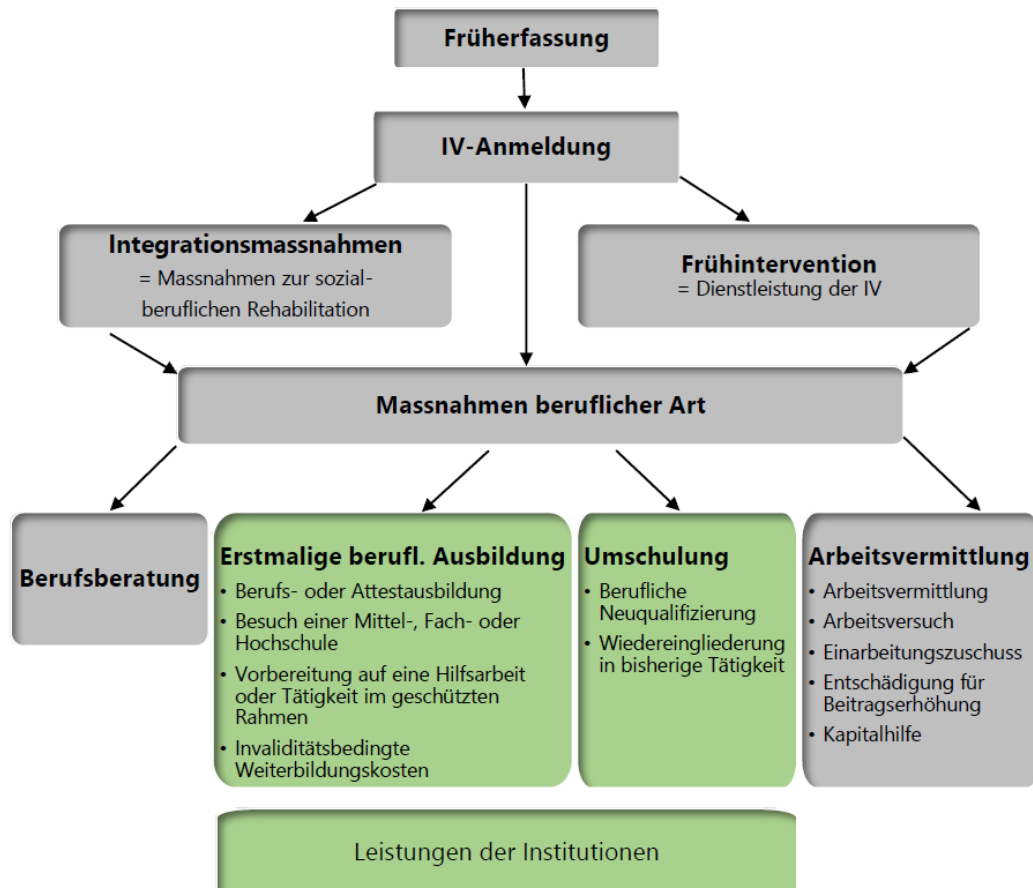 Früherfassung
IV-Anmeldung
Integrationsmassnahmen
= Massnahmen zur sozial-
beruflichen Rehabilitation
Frühintervention
= Dienstleistung der IV
Massnahmen beruflicher Art
Berufsberatung
Erstmalige berufl. Ausbildung
• Berufs- oder Attestausbildung
• Besuch einer Mittel-, Fach- oder
Hochschule
• Vorbereitung auf eine Hilfsarbeit
oder Tätigkeit im geschützten
Rahmen
• Invaliditätsbedingte
Weiterbildungskosten
Umschulung
• Berufliche
Neuqualifizierung
• Wiedereingliederung
in bisherige Tätigkeit
Arbeitsvermittlung
• Arbeitsvermittlung
• Arbeitsversuch
• Einarbeitungszuschuss
• Entschädigung für
Beitragserhöhung
• Kapitalhilfe
Leistungen der Institutionen